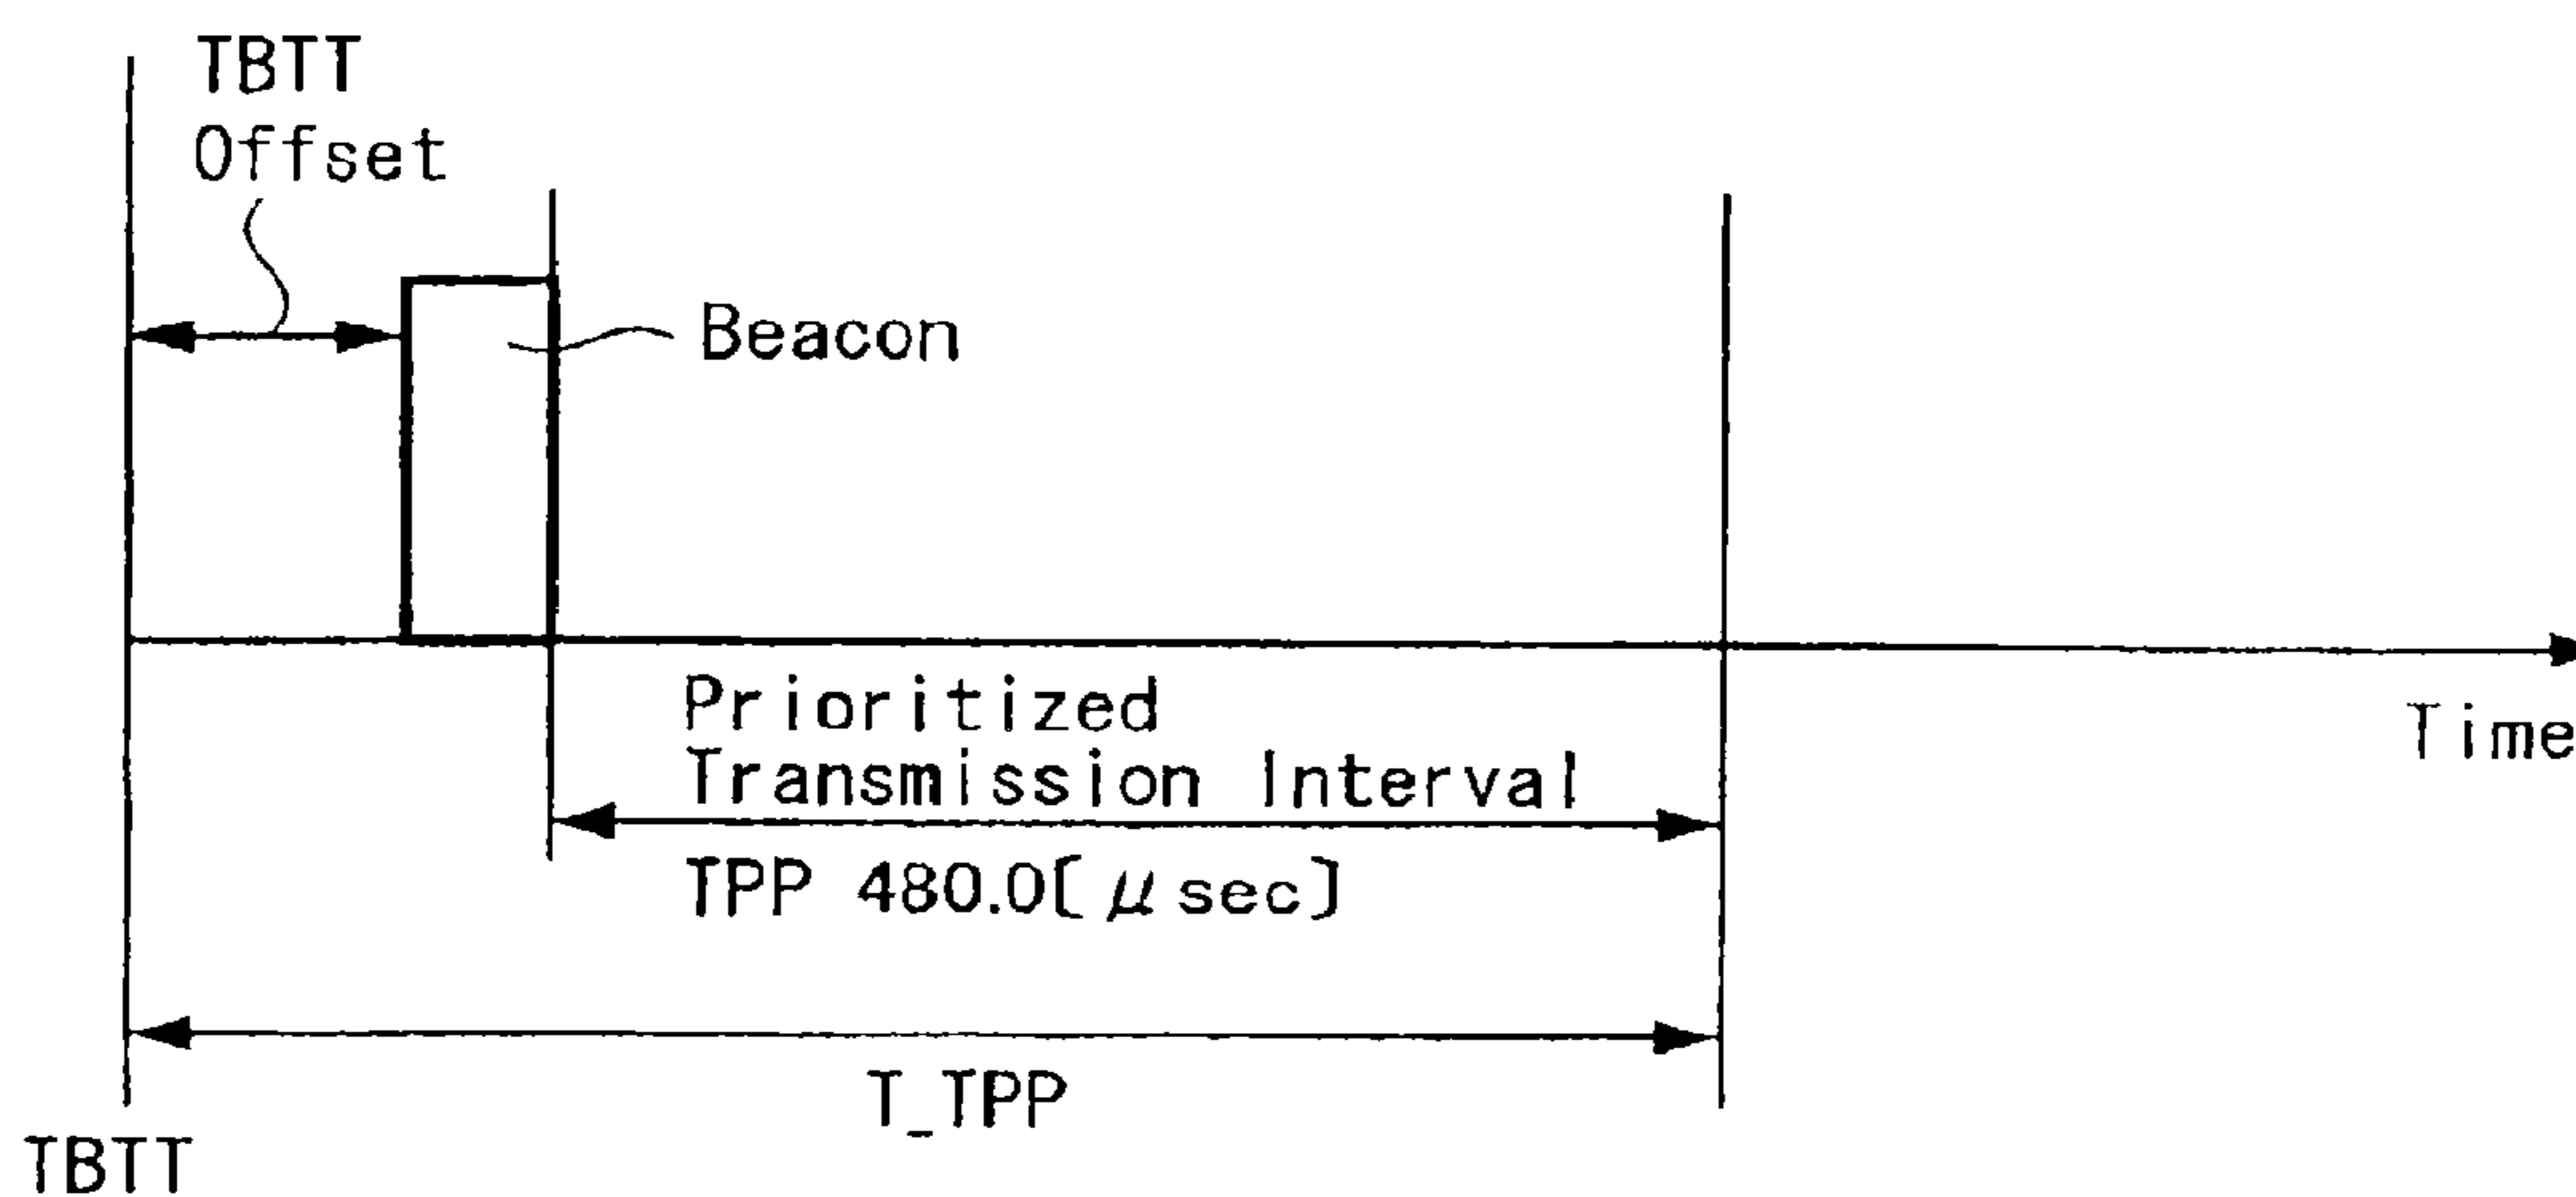 TBTT
Offset
Beacon
Prioritized
Transmission Interval
Time
TPP 480.0[μsec]
T_TPP
TBTT